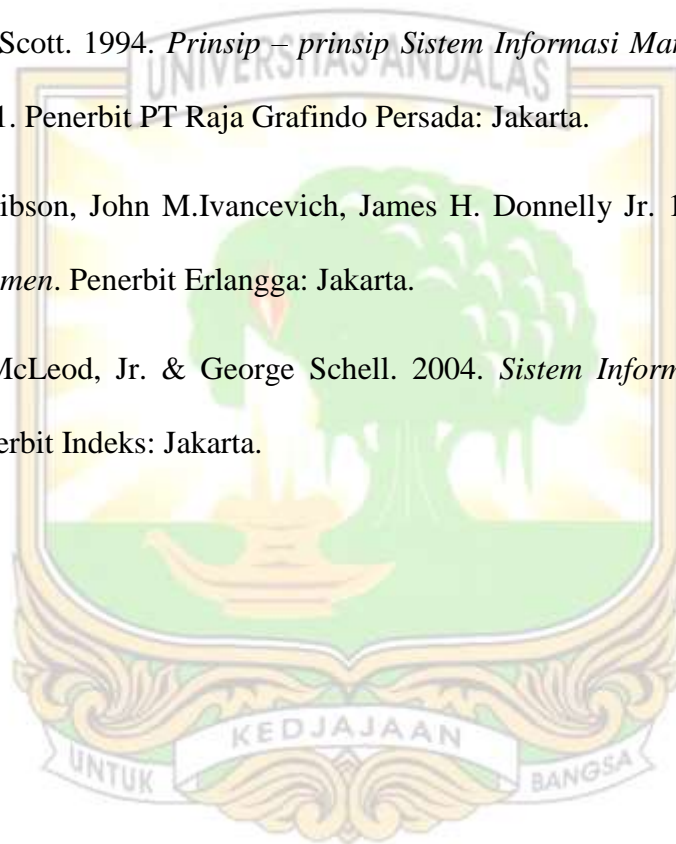 Scott. 1994. Prinsip – prinsip Sistem Informasi Mar
UNIVERSITAS ANDALAS
1. Penerbit PT Raja Grafindo Persada: Jakarta.
ibson, John M.Ivancevich, James H. Donnelly Jr. 1
men. Penerbit Erlangga: Jakarta.
McLeod, Jr. & George Schell. 2004. Sistem Inform
erbit Indeks: Jakarta.
KEDJAJAAN
UNTUK
BANGSA